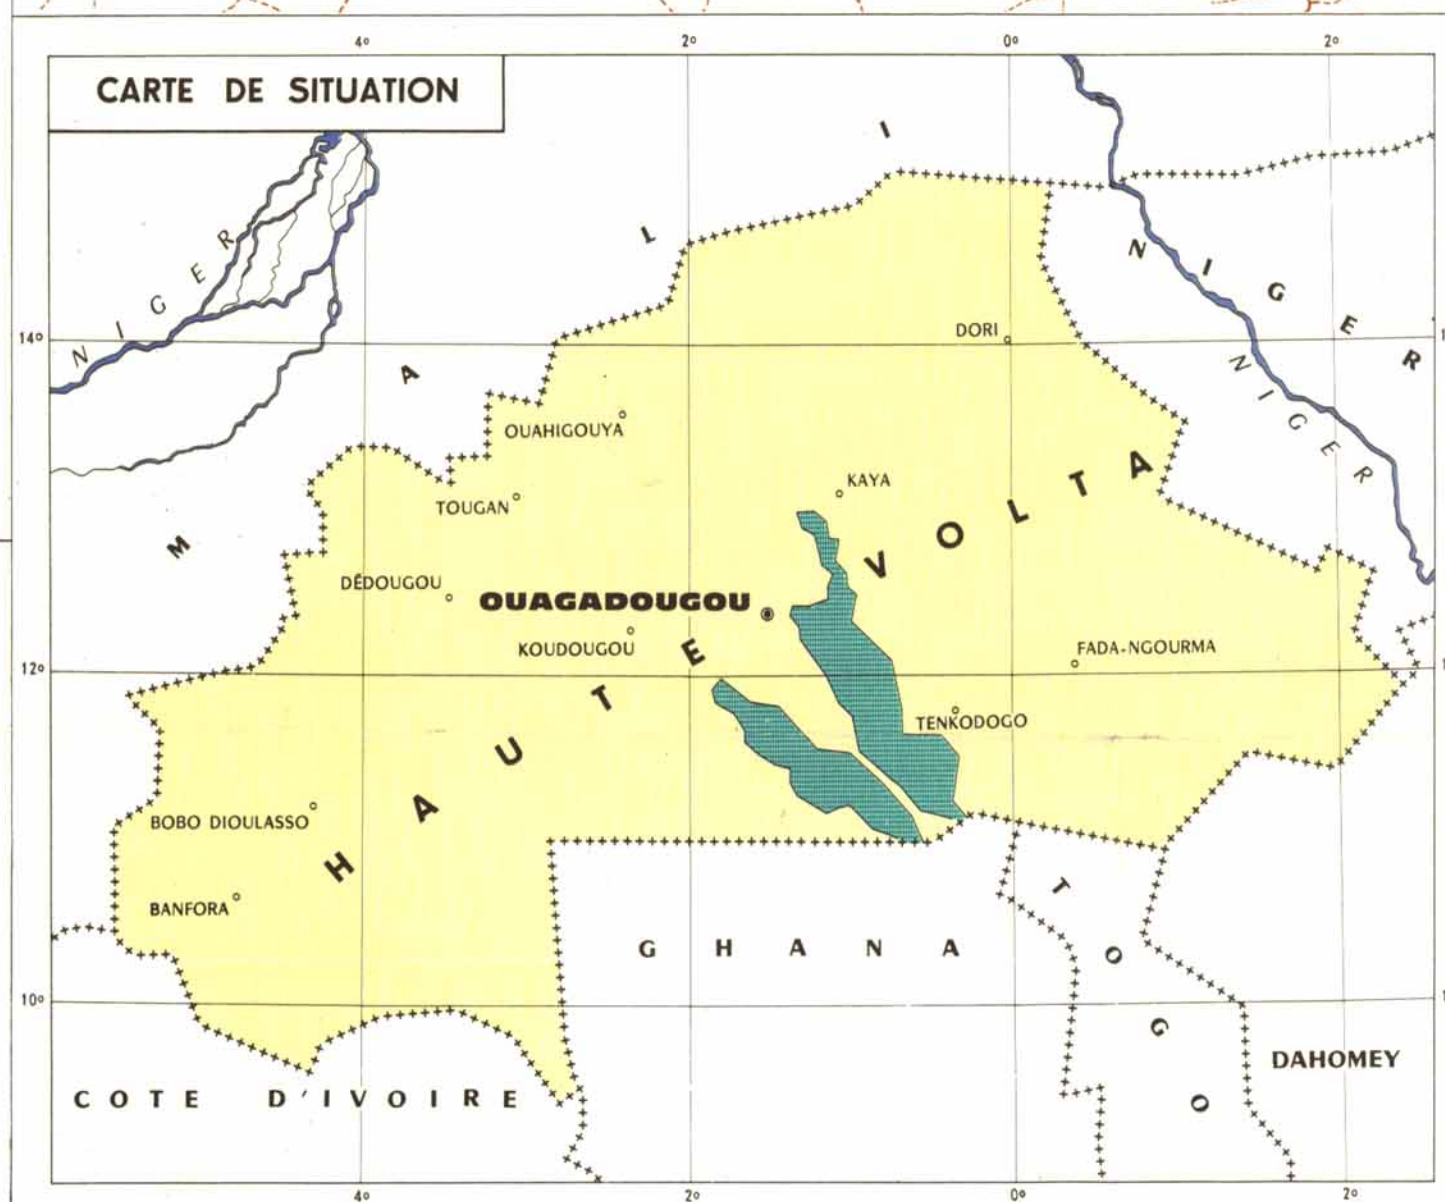 4° 2° 0° 2°
CARTE DE SITUATION
MALI
NIGER
NIGER
NIGER
14°
DORI
OUAHIGOUYA
KAYA
TOUGAN
HAUTE VOLTA
DÉDOUGOU
OUAGADOUGOU
KOUDOUGOU
FADA-NGOURMA
12°
TENKODOGO
BOBO DIOULASSO
BANFORA
GHANA
TOGO
10°
DAHOMEY
COTE D'IVOIRE
4° 2° 0° 2°